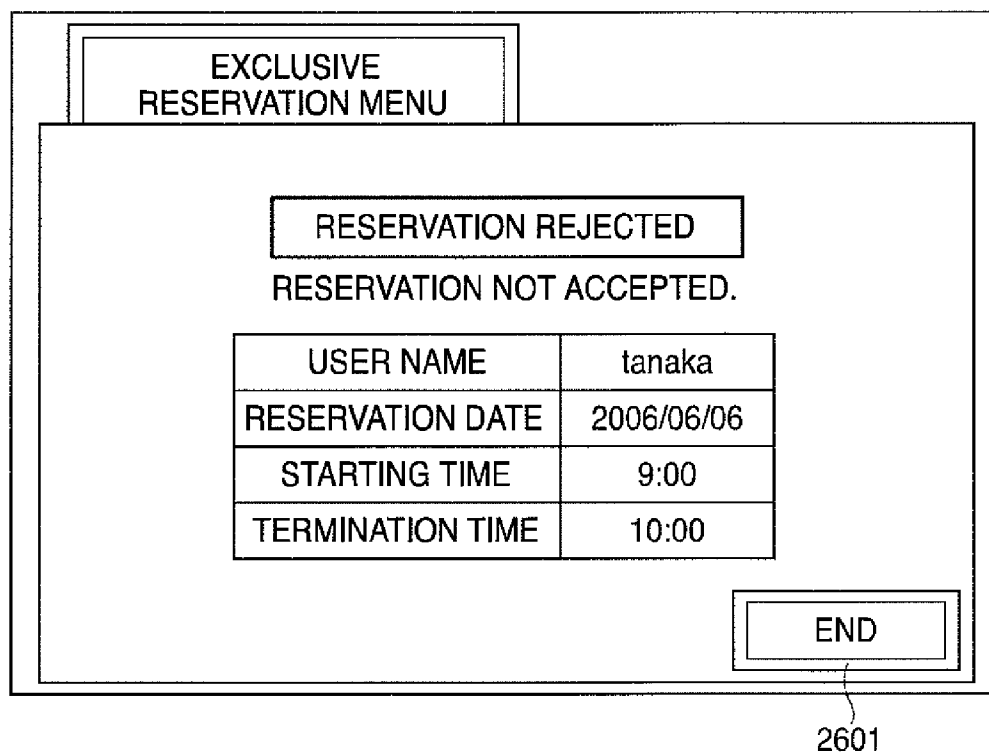 EXCLUSIVE
RESERVATION MENU
RESERVATION REJECTED
RESERVATION NOT ACCEPTED.
USER NAME tanaka
RESERVATION DATE 2006/06/06
STARTING TIME 9:00
TERMINATION TIME 10:00
END
2601